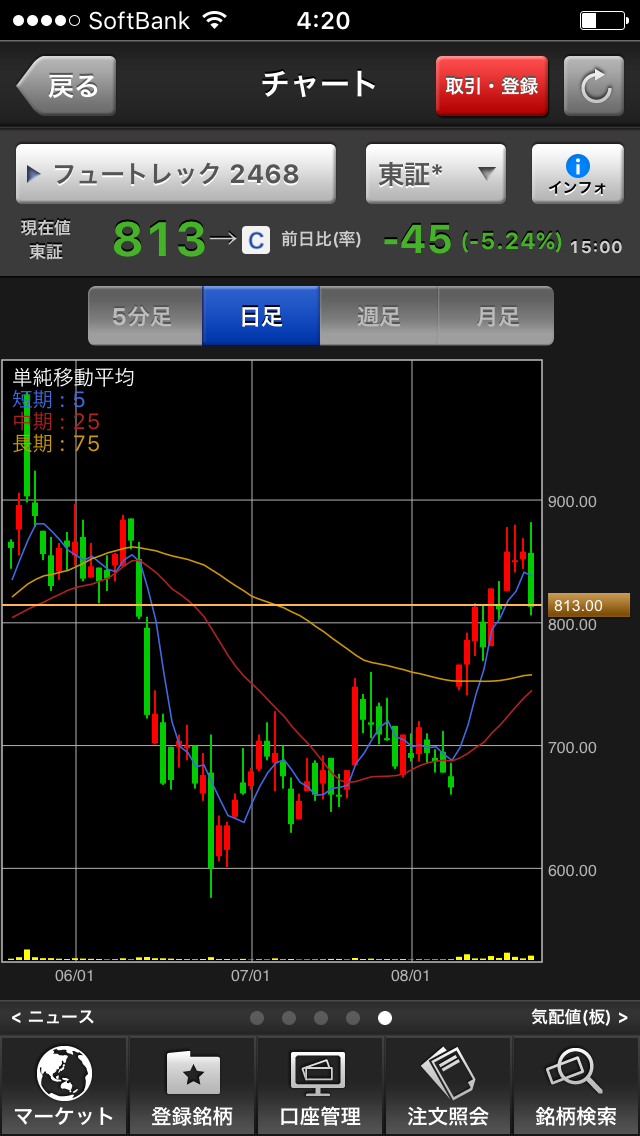 SoftBank 4:20
戻る チャート 取引・登録
フュートレック 2468 東証* インフォ
現在値 東証 813→ C 前日比(率) -45 (-5.24%) 15:00
5分足 日足 週足 月足
単純移動平均
短期:5
中期:25
長期:75
900.00
813.00
800.00
700.00
600.00
06/01 07/01 08/01
< ニュース 気配値(板) >
マーケット 登録銘柄 口座管理 注文照会 銘柄検索